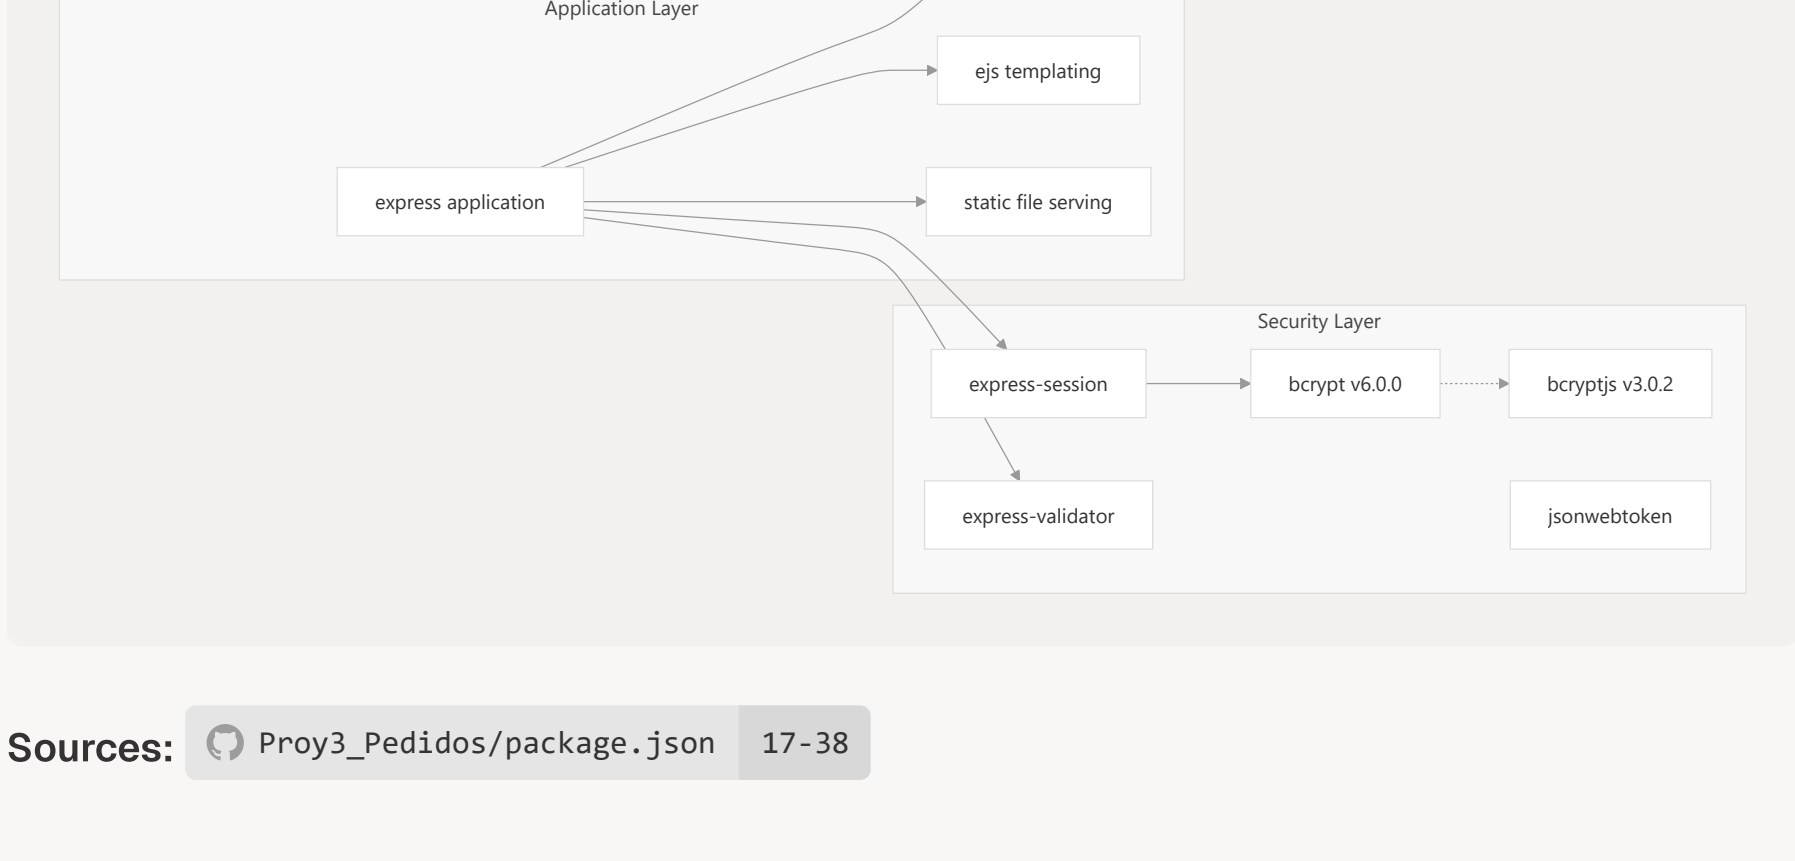 Application Layer
ejs templating
express application
static file serving
Security Layer
express-session
bcrypt v6.0.0
bcryptjs v3.0.2
express-validator
jsonwebtoken
Sources: Proy3_Pedidos/package.json 17-38